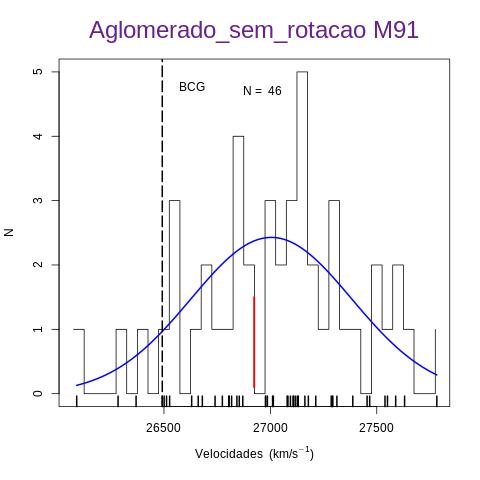 Aglomerado_sem_rotacao M91
BCG
N = 46
5
4
3
2
1
0
N
26500 27000 27500
Velocidades (km/s⁻¹)